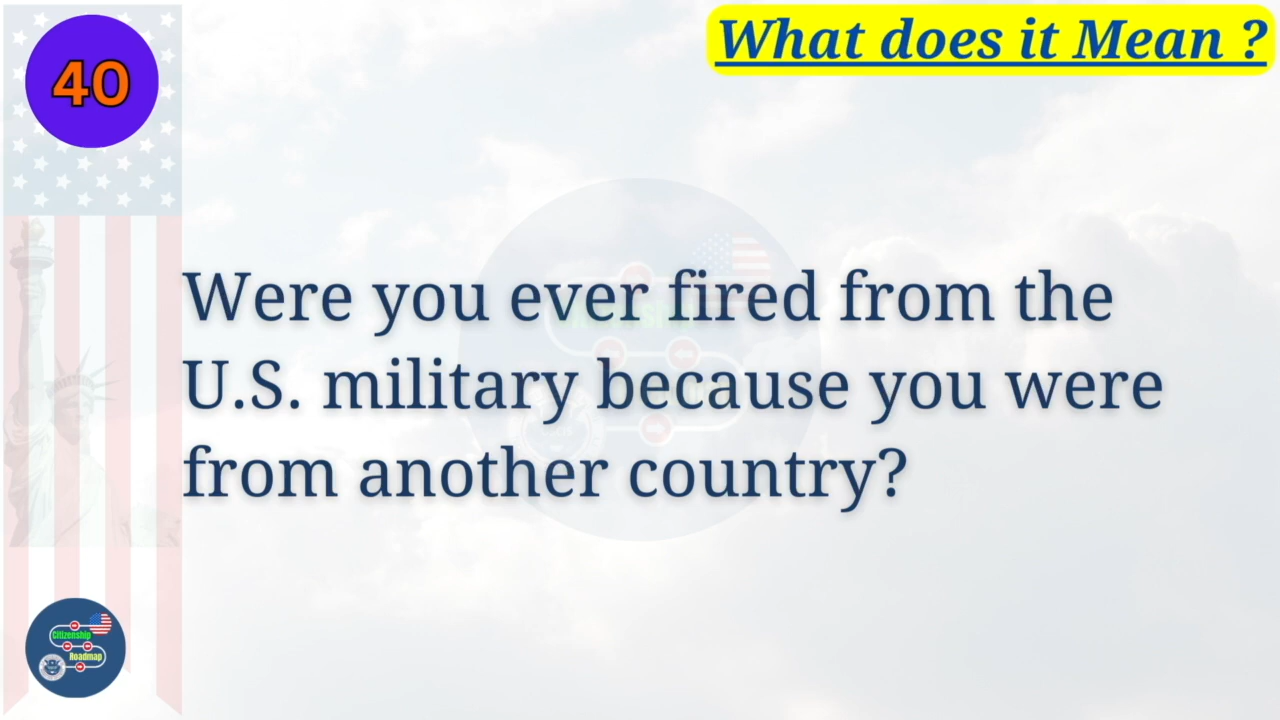 40
What does it Mean ?
Were you ever fired from the
U.S. military because you were
from another country?
Citizenship
Roadmap